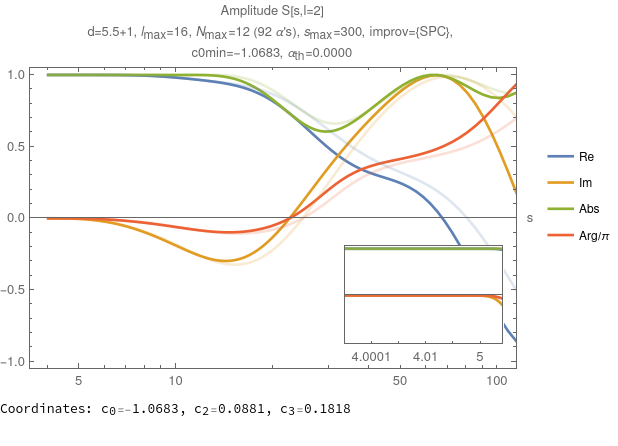 Amplitude S[s,l=2]
d=5.5+1, lmax=16, Nmax=12 (92 α's), smax=300, improv={SPC},
c0min=−1.0683, αth=0.0000
1.0
0.5
0.0
−0.5
−1.0
s
Re
Im
Abs
Arg/π
4.0001 4.01 5
5 10 50 100
Coordinates: c0=-1.0683, c2=0.0881, c3=0.1818